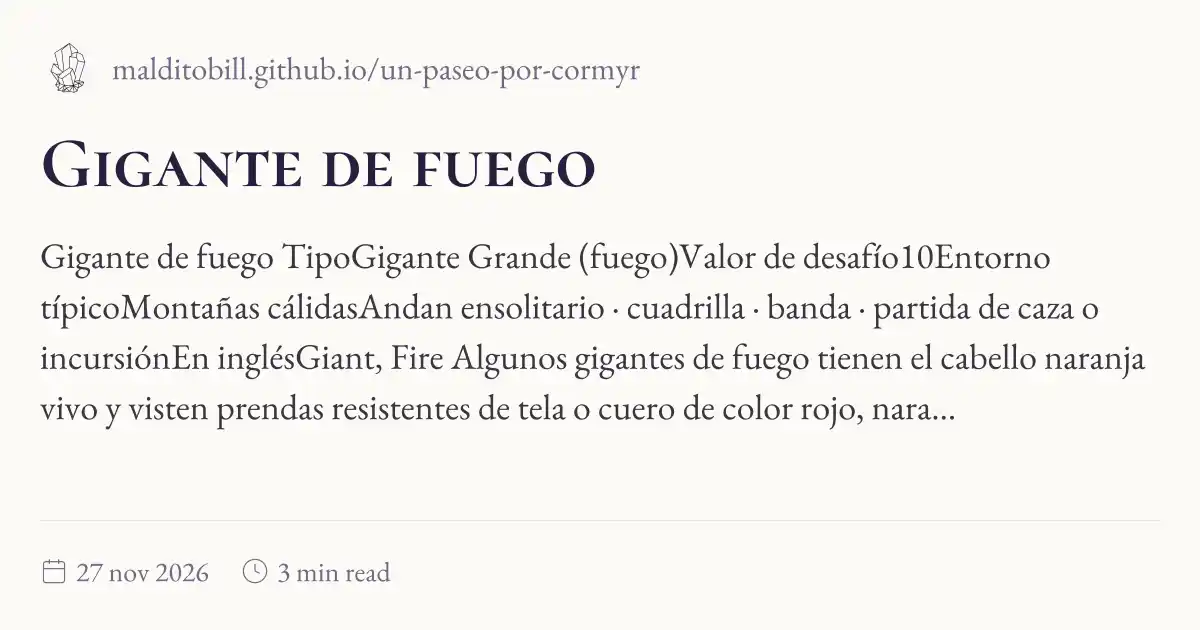 malditobill.github.io/un-paseo-por-cormyr
Gigante de fuego
Gigante de fuego TipoGigante Grande (fuego)Valor de desafío10Entorno
típicoMontañas cálidasAndan ensolitario · cuadrilla · banda · partida de caza o
incursiónEn inglésGiant, Fire Algunos gigantes de fuego tienen el cabello naranja
vivo y visten prendas resistentes de tela o cuero de color rojo, nara...
27 nov 2026 3 min read